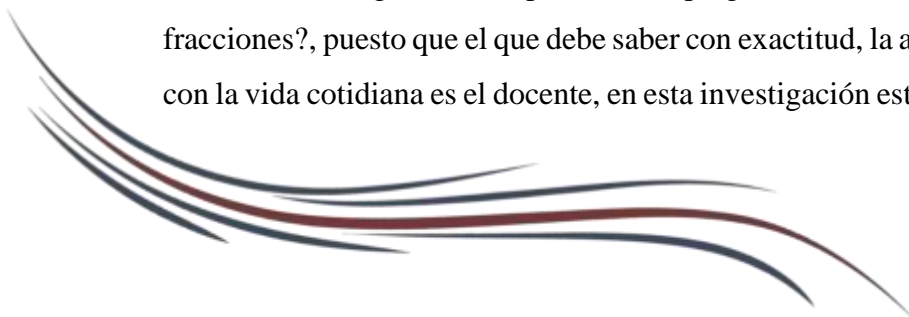 fracciones?, puesto que el que debe saber con exactitud, la a
con la vida cotidiana es el docente, en esta investigación est